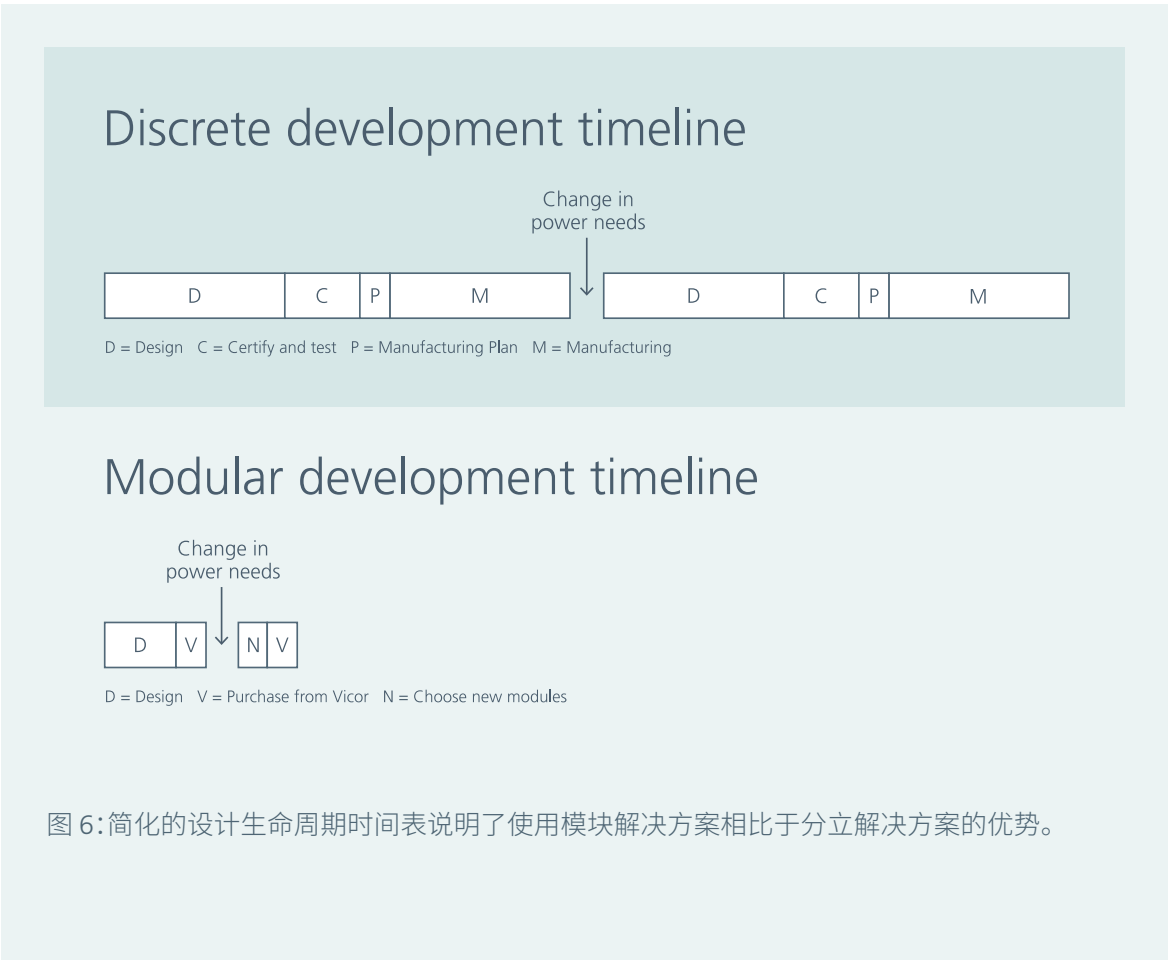 Discrete development timeline
Change in
power needs
D C P M D C P M
D = Design C = Certify and test P = Manufacturing Plan M = Manufacturing
Modular development timeline
Change in
power needs
D V N V
D = Design V = Purchase from Vicor N = Choose new modules
图 6：简化的设计生命周期时间表说明了使用模块解决方案相比于分立解决方案的优势。